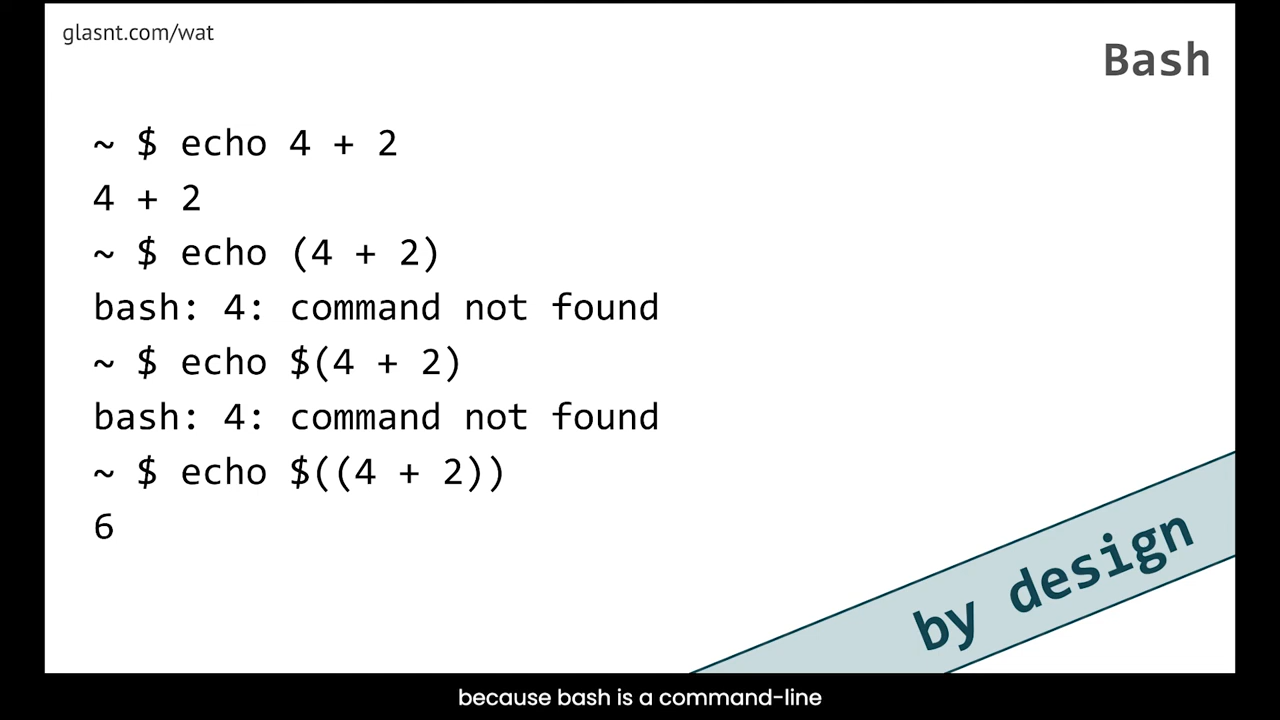 glasnt.com/wat
Bash
~ $ echo 4 + 2
4 + 2
~ $ echo (4 + 2)
bash: 4: command not found
~ $ echo $(4 + 2)
bash: 4: command not found
~ $ echo $((4 + 2))
6
by design
because bash is a command-line